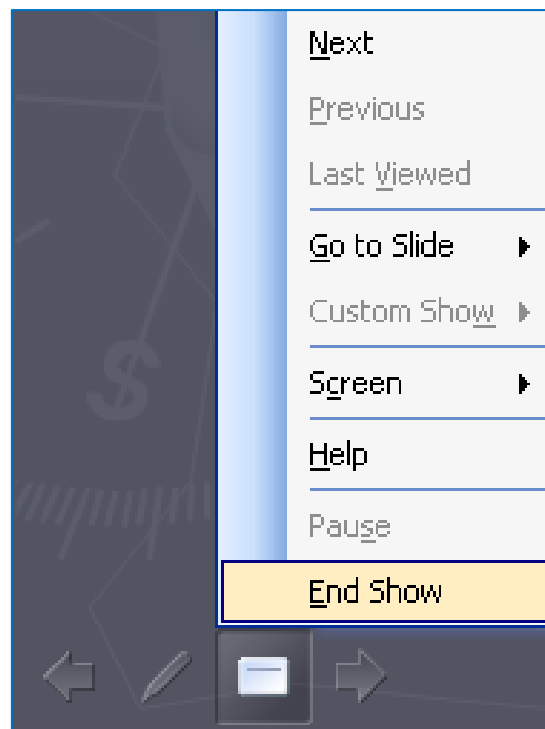 Next
Previous
Last Viewed
Go to Slide
Custom Show
Screen
Help
Pause
End Show
$